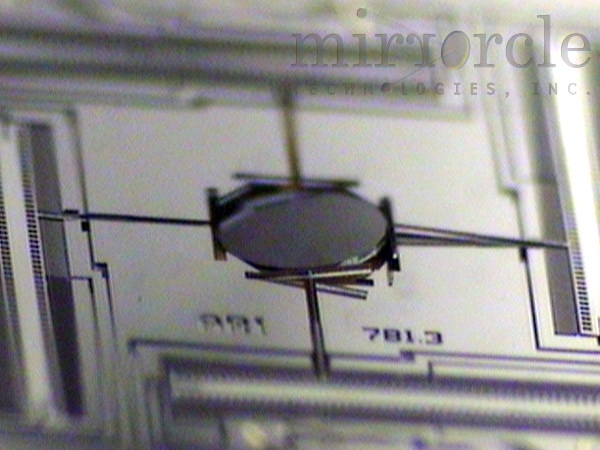 mirrorcle
TECHNOLOGIES, INC.
781.3